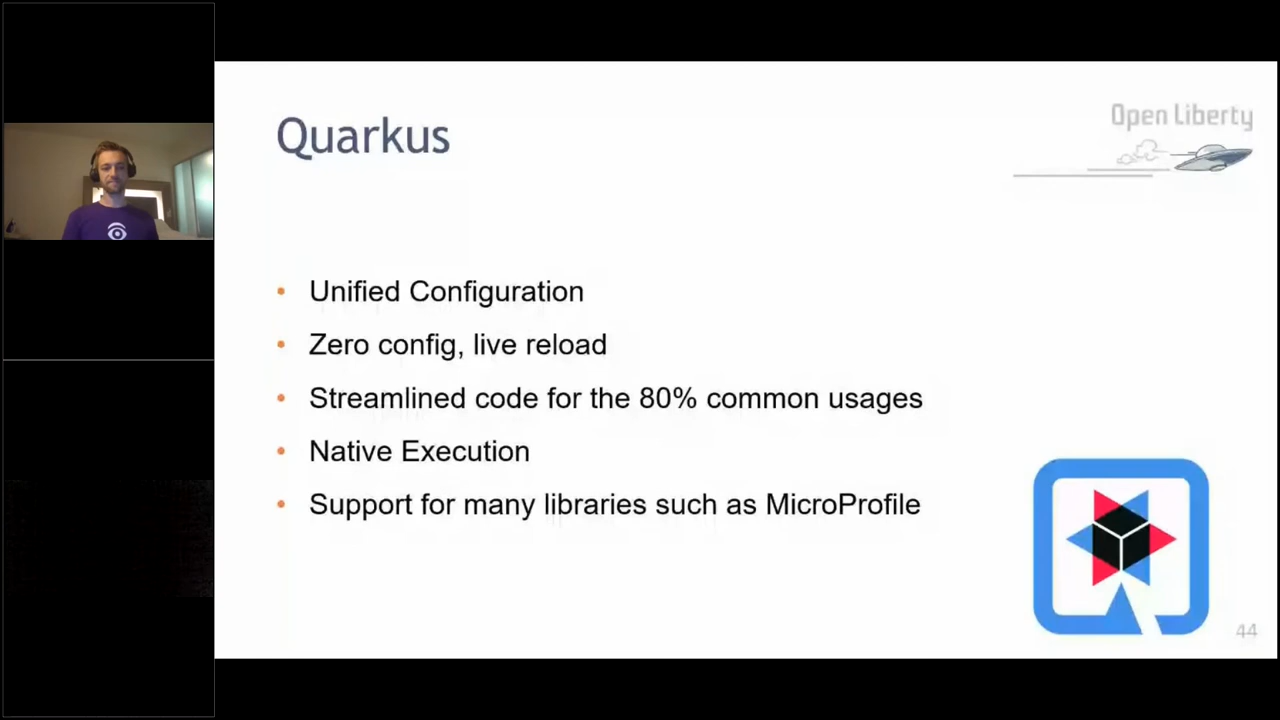 Quarkus
Open Liberty
• Unified Configuration
• Zero config, live reload
• Streamlined code for the 80% common usages
• Native Execution
• Support for many libraries such as MicroProfile
44